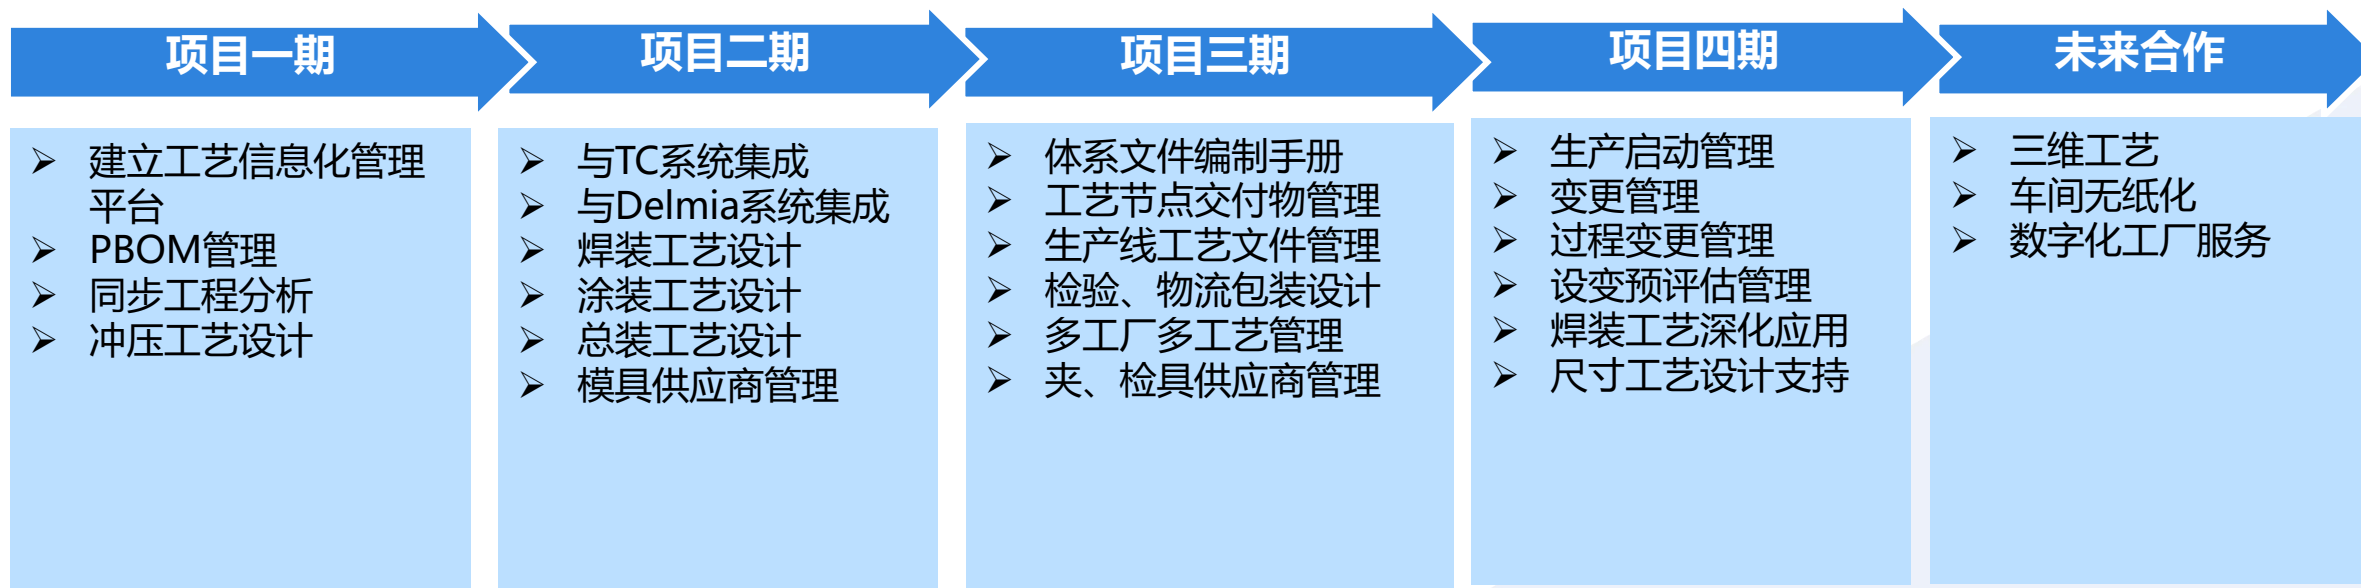 项目一期
建立工艺信息化管理
平台
PBOM管理
同步工程分析
冲压工艺设计
项目二期
与TC系统集成
与Delmia系统集成
焊装工艺设计
涂装工艺设计
总装工艺设计
模具供应商管理
项目三期
体系文件编制手册
工艺节点交付物管理
生产线工艺文件管理
检验、物流包装设计
多工厂多工艺管理
夹、检具供应商管理
项目四期
生产启动管理
变更管理
过程变更管理
设变预评估管理
焊装工艺深化应用
尺寸工艺设计支持
未来合作
三维工艺
车间无纸化
数字化工厂服务